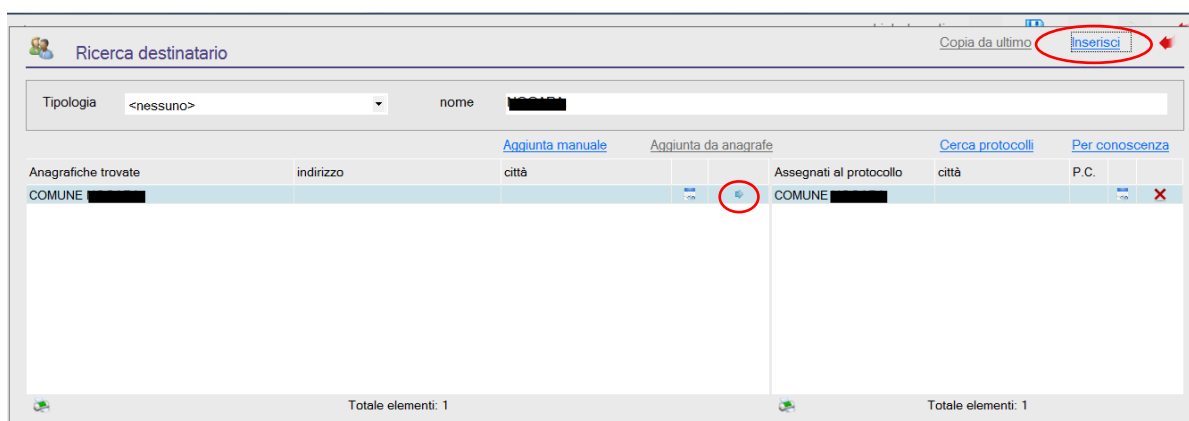 Ricerca destinatario Copia da ultimo Inserisci
Tipologia <nessuno> nome
Aggiunta manuale Aggiunta da anagrafe Cerca protocolli Per conoscenza
Anagrafiche trovate indirizzo città Assegnati al protocollo città P.C.
COMUNE COMUNE
Totale elementi: 1 Totale elementi: 1